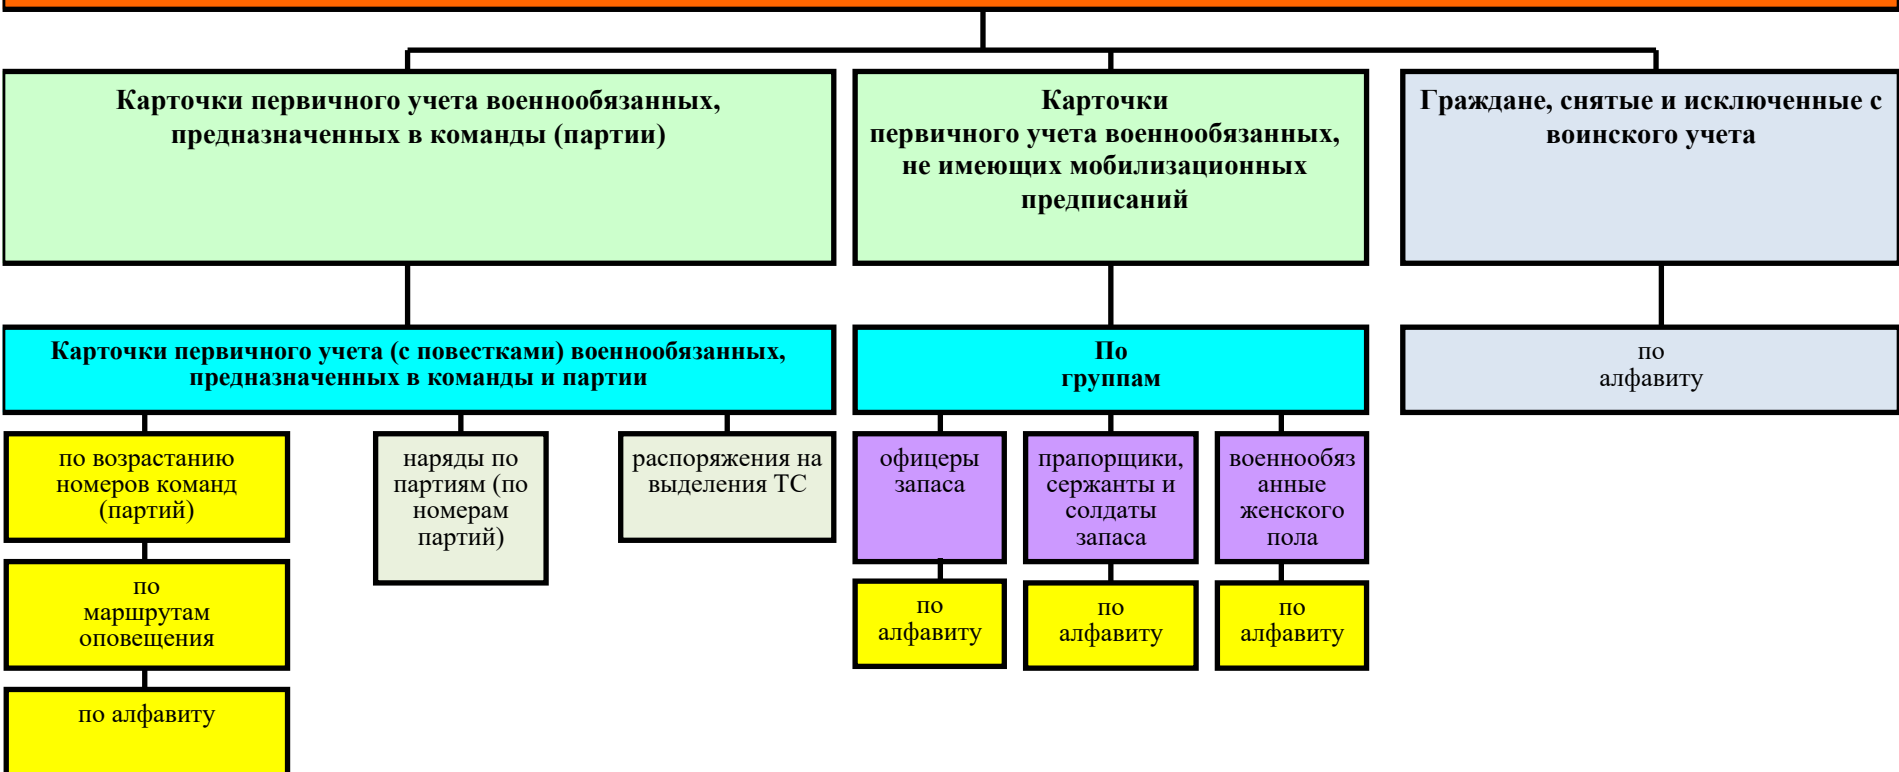 Карточки первичного учета военнообязанных,
предназначенных в команды (партии)
Карточки
первичного учета военнообязанных,
не имеющих мобилизационных
предписаний
Граждане, снятые и исключенные с
воинского учета
Карточки первичного учета (с повестками) военнообязанных,
предназначенных в команды и партии
По
группам
по
алфавиту
по возрастанию
номеров команд
(партий)
наряды по
партиям (по
номерам
партий)
распоряжения на
выделения ТС
офицеры
запаса
прапорщики,
сержанты и
солдаты
запаса
военнообяз
анные
женского
пола
по
маршрутам
оповещения
по
алфавиту
по
алфавиту
по
алфавиту
по алфавиту